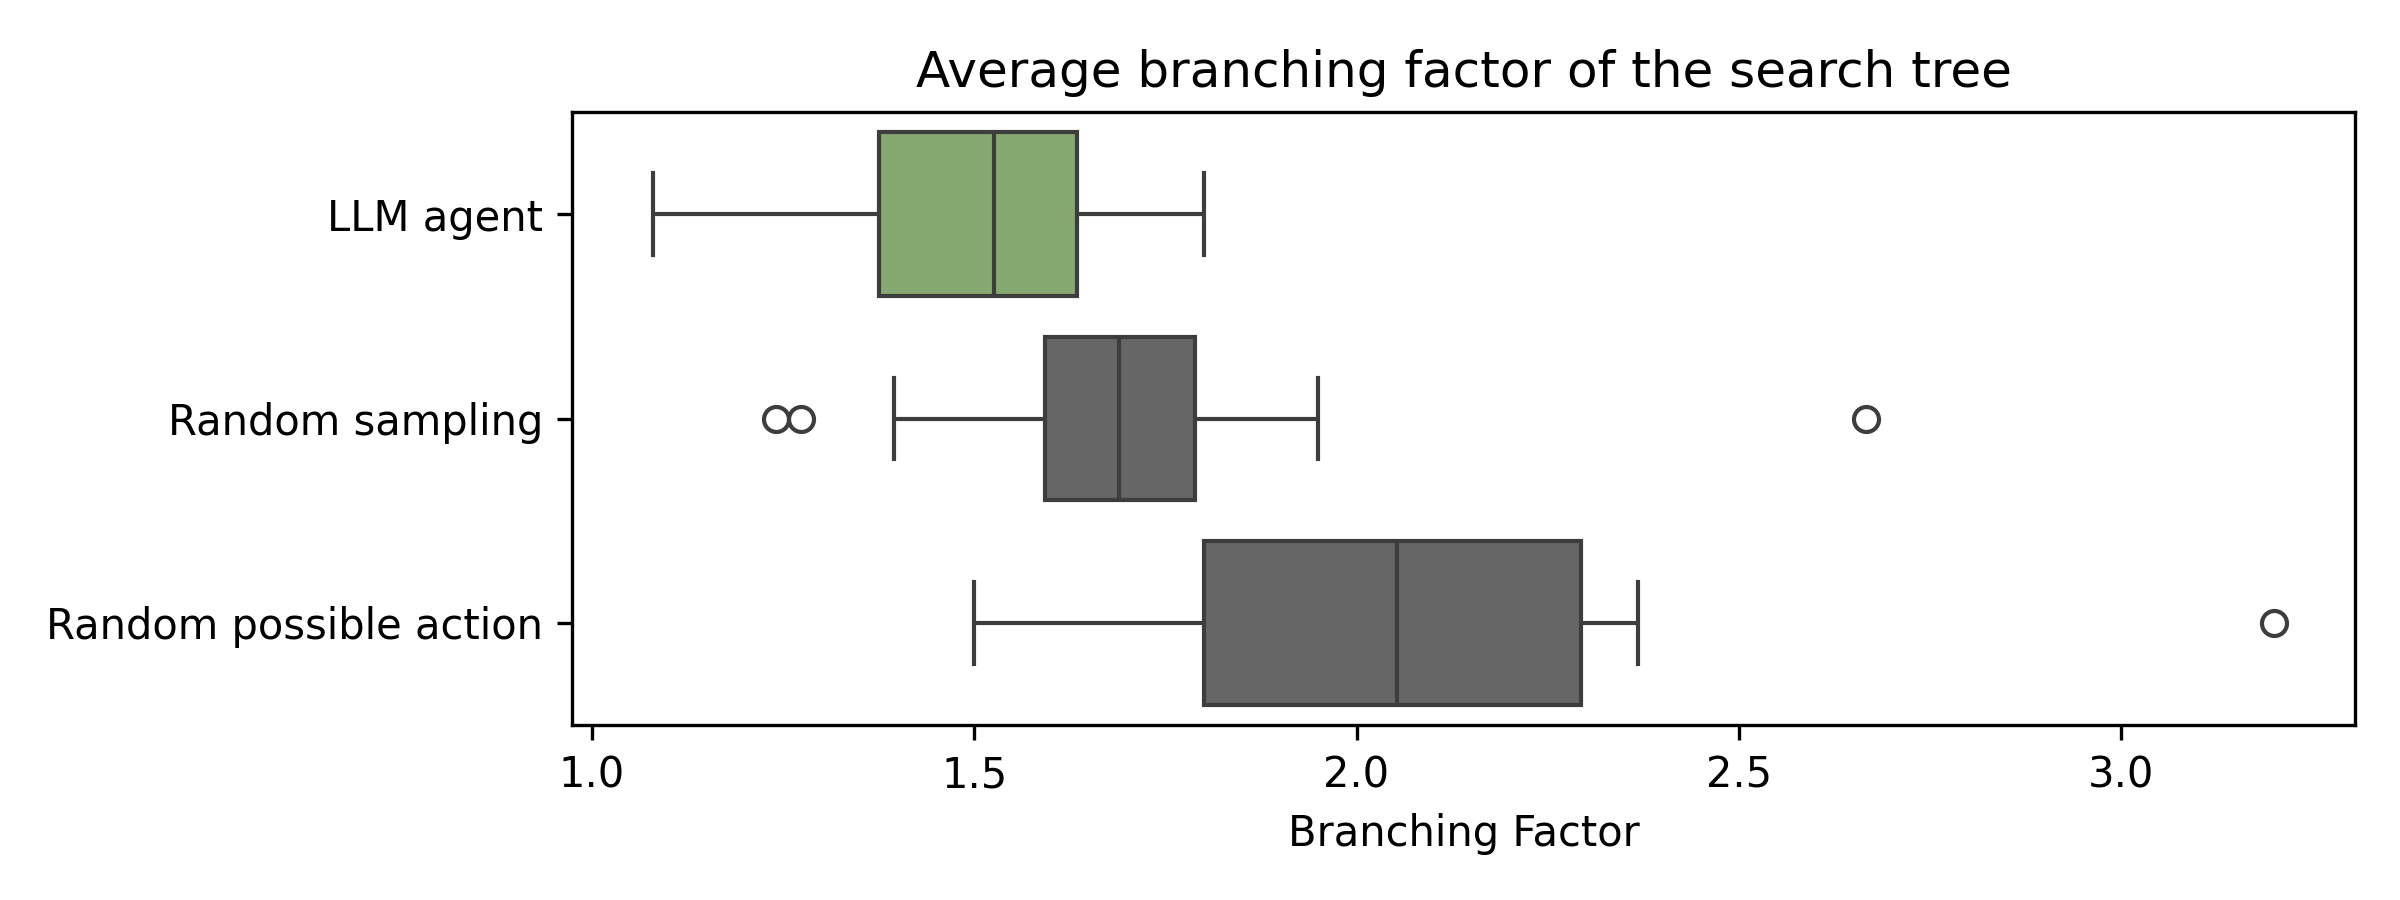 Average branching factor of the search tree
LLM agent
Random sampling
Random possible action
1.0 1.5 2.0 2.5 3.0
Branching Factor